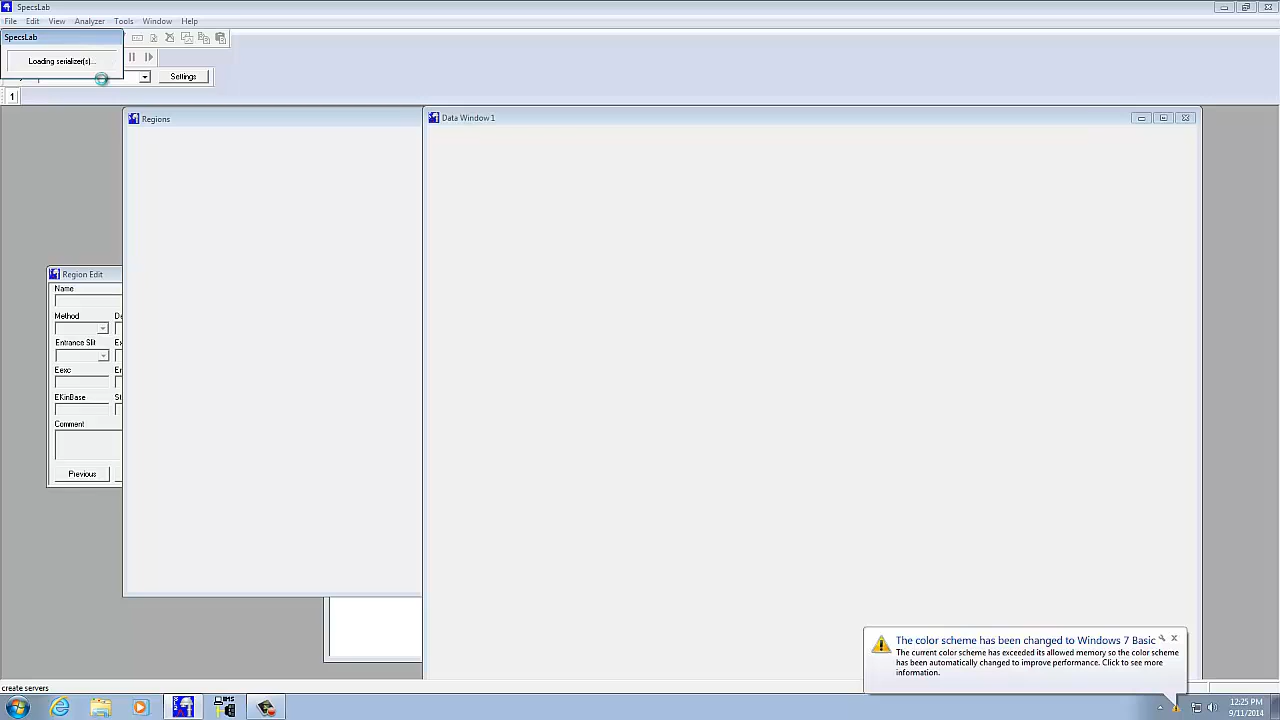 SpecsLab
File Edit View Analyzer Tools Window Help
SpecsLab
Loading serializer(s)...
Settings
1
Regions
Data Window 1
Region Edit
Name
Method
Entrance Slit
Eexc
EKinBase
Comment
Previous
The color scheme has been changed to Windows 7 Basic
The current color scheme has exceeded its allowed memory so the color scheme
has been automatically changed to improve performance. Click to see more
information.
create servers
12:25 PM
9/11/2014